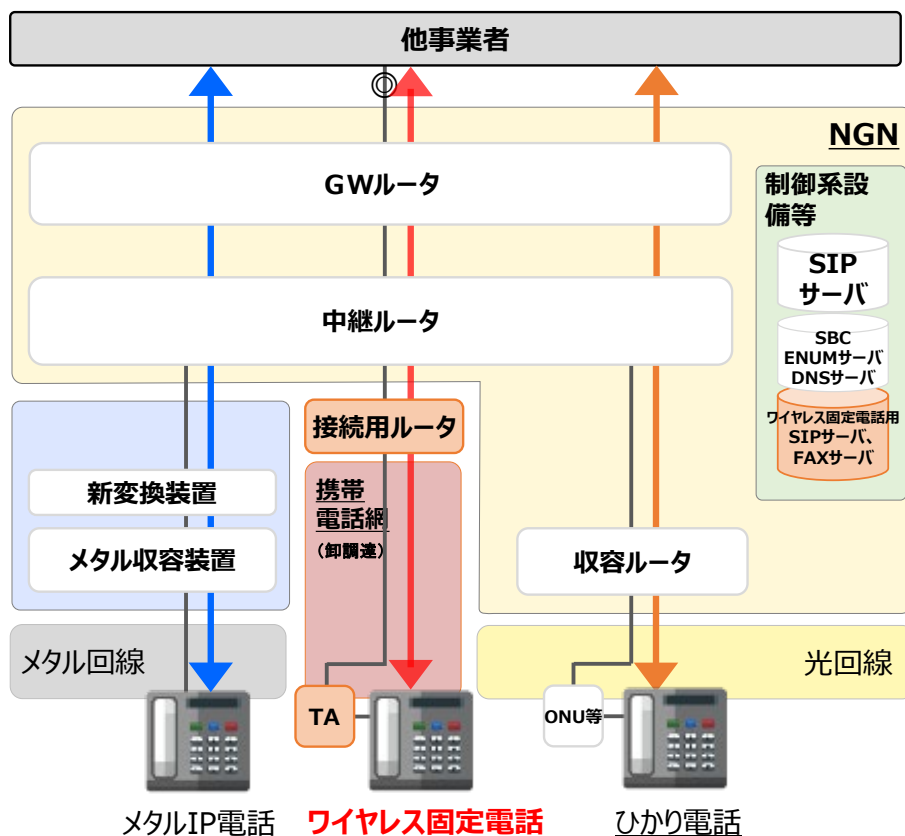 他事業者
NGN
GWルータ
制御系設
備等
SIP
サーバ
中継ルータ
SBC
ENUMサーバ
DNSサーバ
ワイヤレス固定電話用
SIPサーバ、
FAXサーバ
接続用ルータ
新変換装置
携帯
電話網
(卸調達)
メタル収容装置
収容ルータ
メタル回線
光回線
TA
ONU等
メタルIP電話
ワイヤレス固定電話
ひかり電話